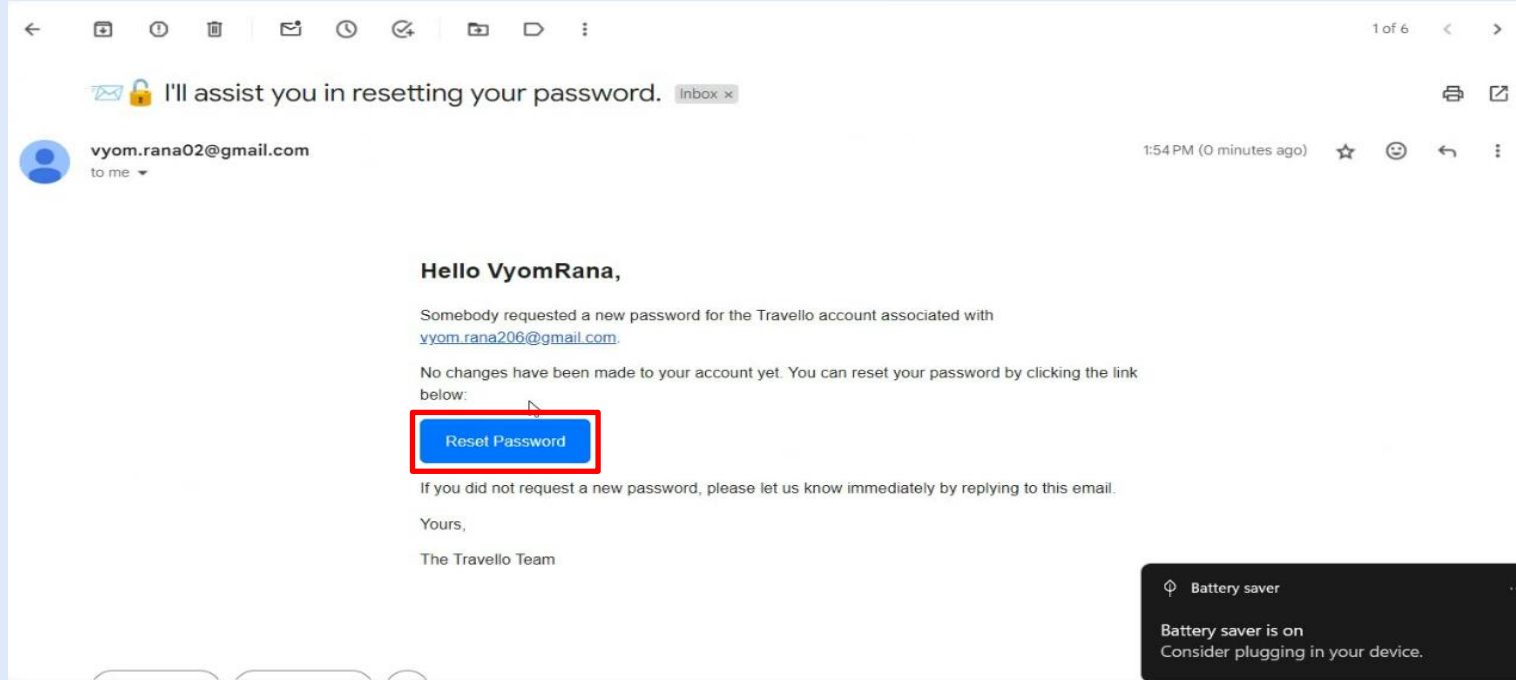 1 of 6
I'll assist you in resetting your password. Inbox ×
vyom.rana02@gmail.com
1:54 PM (0 minutes ago)
to me
Hello VyomRana,
Somebody requested a new password for the Travello account associated with
vyom.rana206@gmail.com.
No changes have been made to your account yet. You can reset your password by clicking the link
below:
Reset Password
If you did not request a new password, please let us know immediately by replying to this email.
Yours,
The Travello Team
Battery saver
Battery saver is on
Consider plugging in your device.